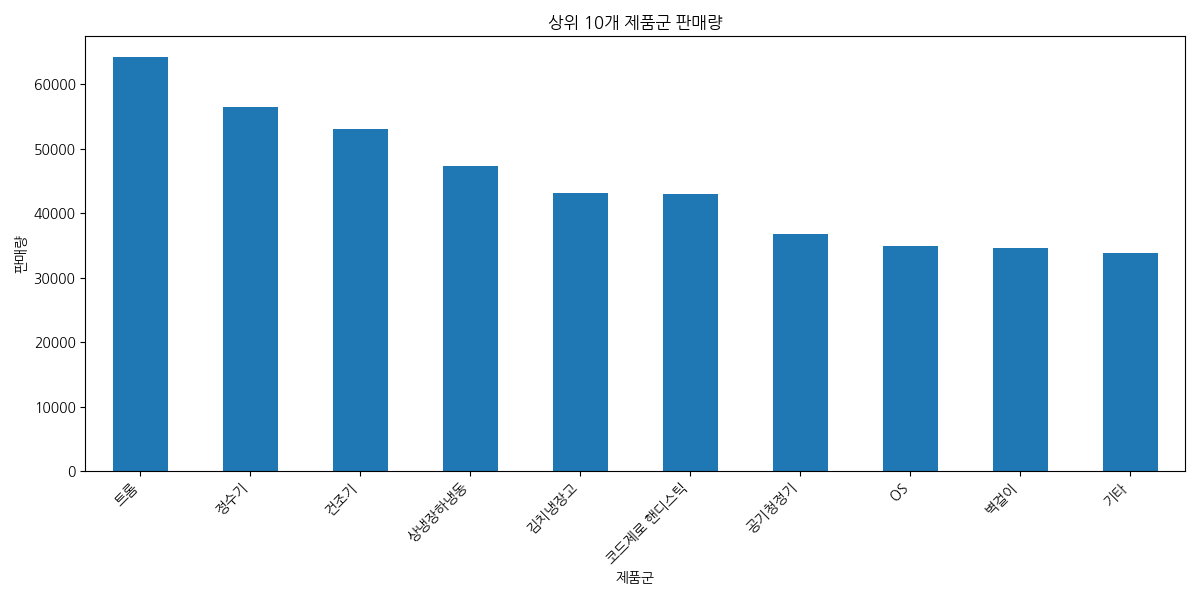 상위 10개 제품군 판매량
판매량
60000
50000
40000
30000
20000
10000
0
트롬
정수기
건조기
상냉장하냉동
김치냉장고
코드제로 핸디스틱
공기청정기
OS
벽걸이
기타
제품군